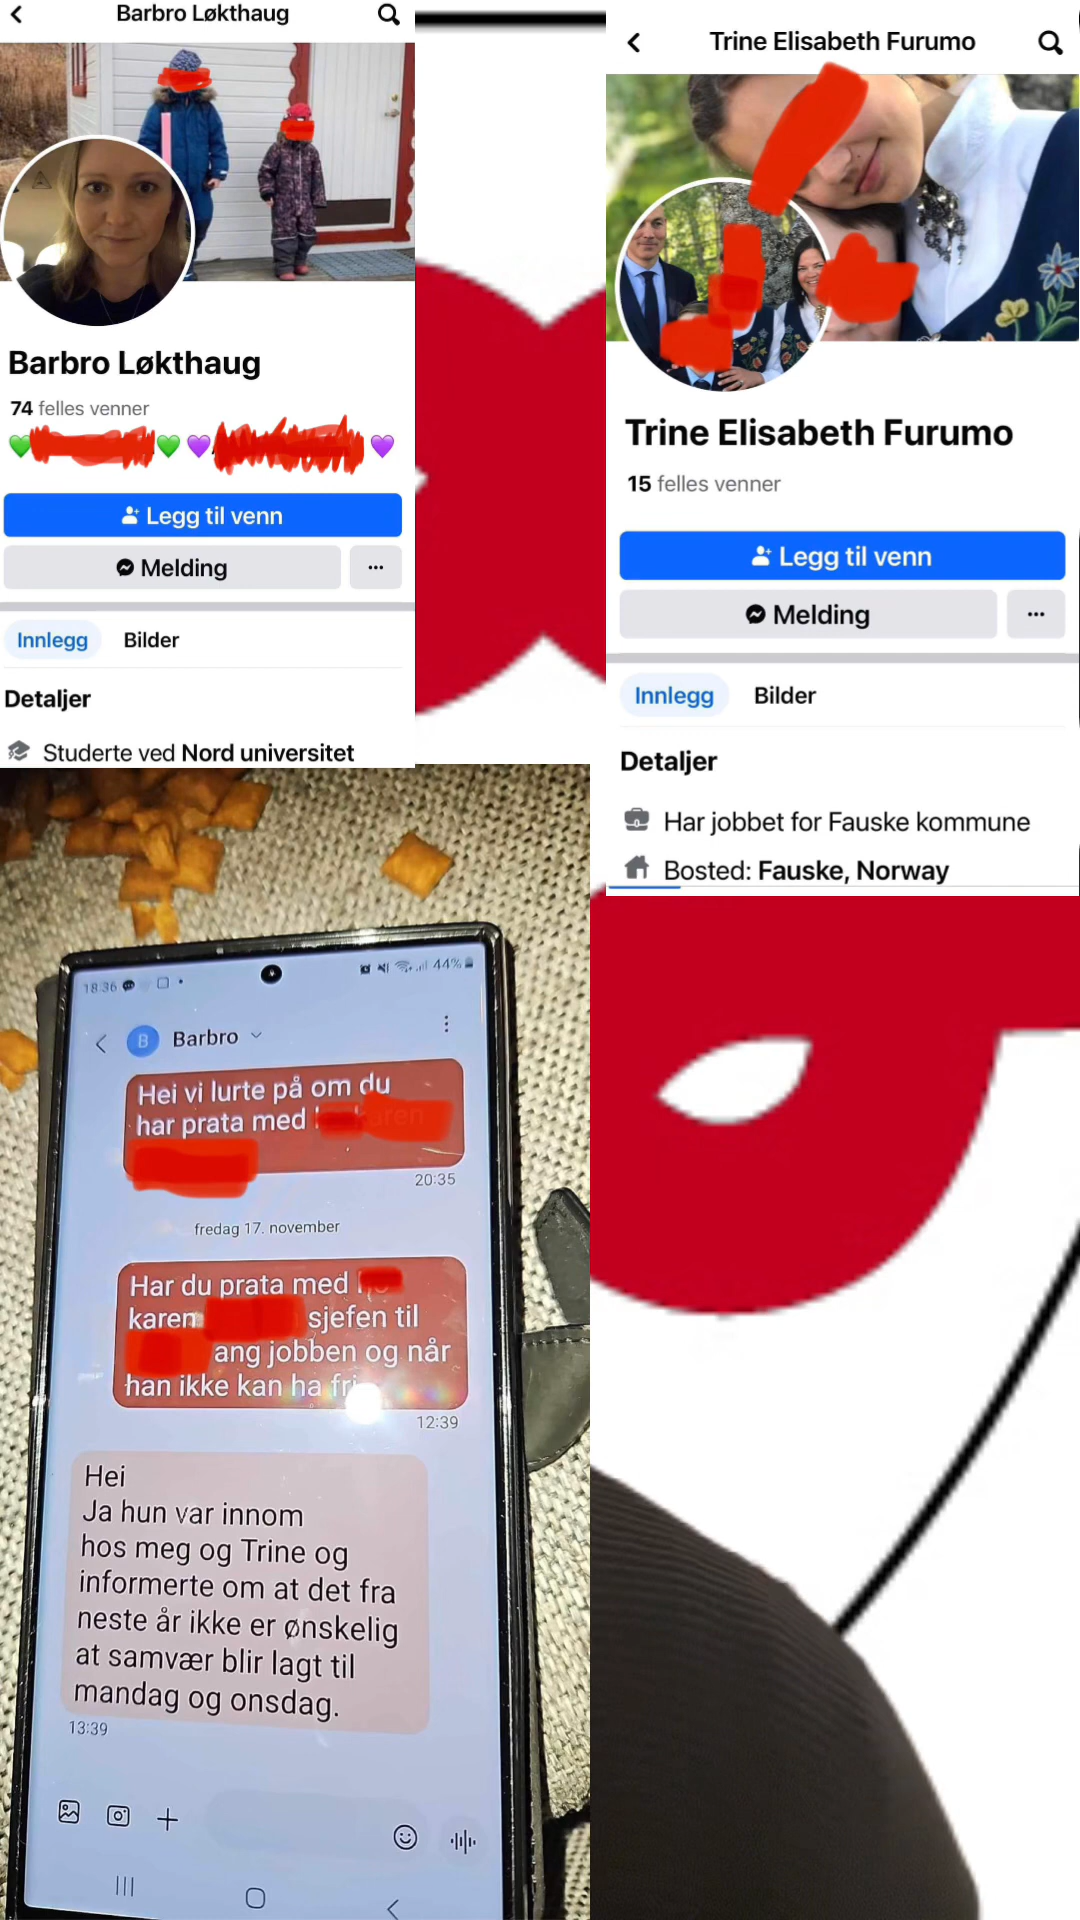 Barbro Løkthaug
Barbro Løkthaug
74 felles venner
Legg til venn
Melding
Innlegg
Bilder
Detaljer
Studerte ved Nord universitet
Trine Elisabeth Furumo
Trine Elisabeth Furumo
15 felles venner
Legg til venn
Melding
Innlegg
Bilder
Detaljer
Har jobbet for Fauske kommune
Bosted: Fauske, Norway
18:36
44%
B
Barbro
Hei vi lurte på om du
har prata med
20:35
fredag 17. november
Har du prata med
karen sjefen til
ang jobben og når
han ikke kan ha fri
12:39
Hei
Ja hun var innom
hos meg og Trine og
informerte om at det fra
neste år ikke er ønskelig
at samvær blir lagt til
mandag og onsdag.
13:39